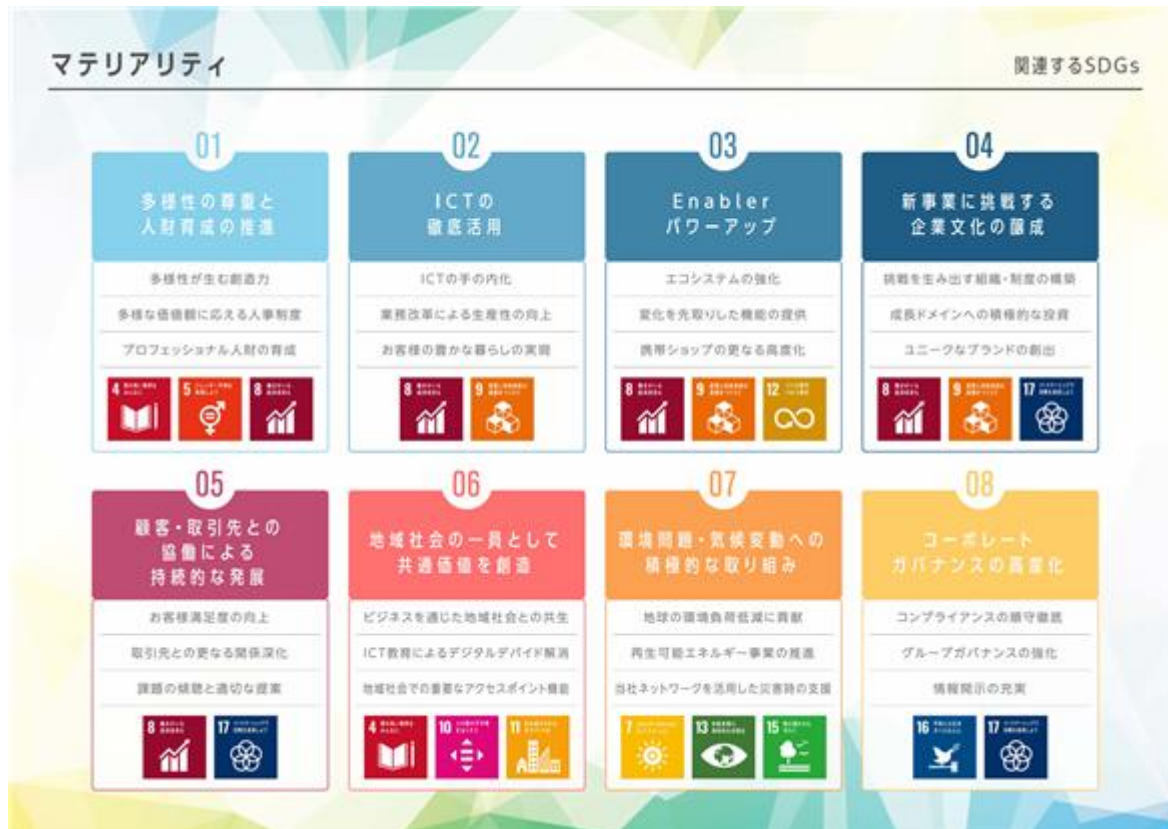 マテリアリティ
関連するSDGs
01
多様性の尊重と
人財育成の推進
多様性が生む創造力
多様な価値観に応える人事制度
プロフェッショナル人財の育成
4
5
8
02
ICTの
徹底活用
ICTの手の内化
業務改革による生産性の向上
お客様の豊かな暮らしの実現
8
9
03
Enabler
パワーアップ
エコシステムの強化
変化を先取りした機能の提供
携帯ショップの更なる高度化
8
9
12
04
新事業に挑戦する
企業文化の醸成
挑戦を生み出す組織・制度の構築
成長ドメインへの積極的な投資
ユニークなブランドの創出
8
9
17
05
顧客・取引先との
協働による
持続的な発展
お客様満足度の向上
取引先との更なる関係深化
課題の傾聴と適切な提案
8
17
06
地域社会の一員として
共通価値を創造
ビジネスを通じた地域社会との共生
ICT教育によるデジタルデバイド解消
地域社会での重要なアクセスポイント機能
4
10
11
07
環境問題・気候変動への
積極的な取り組み
地球の環境負荷低減に貢献
再生可能エネルギー事業の推進
当社ネットワークを活用した災害時の支援
7
13
15
08
コーポレート
ガバナンスの高度化
コンプライアンスの順守徹底
グループガバナンスの強化
情報開示の充実
16
17